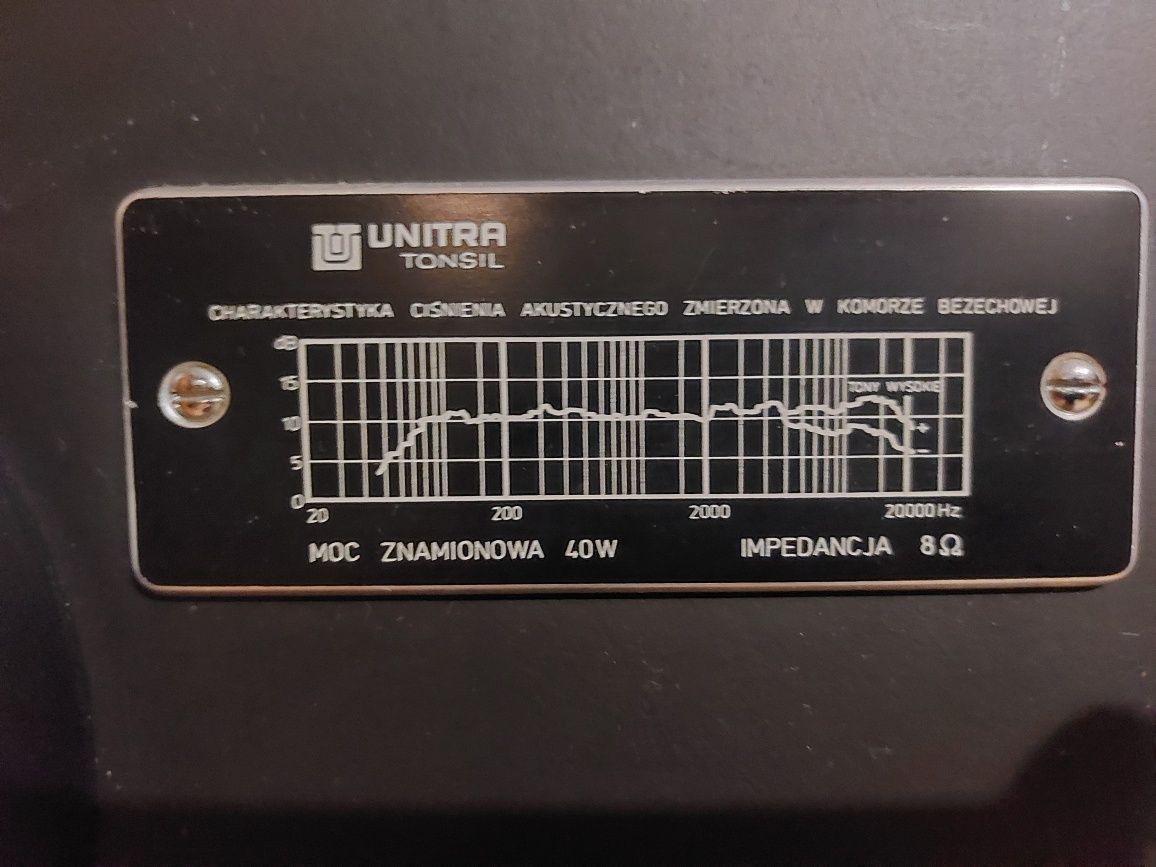 UNITRA
TONSIL
CHARAKTERYSTYKA CIŚNIENIA AKUSTYCZNEGO ZMIERZONA W KOMORZE BEZECHOWEJ
dB
15
10
5
0
TONY WYSOKIE
+
−
20 200 2000 20000 Hz
MOC ZNAMIONOWA 40W IMPEDANCJA 8Ω